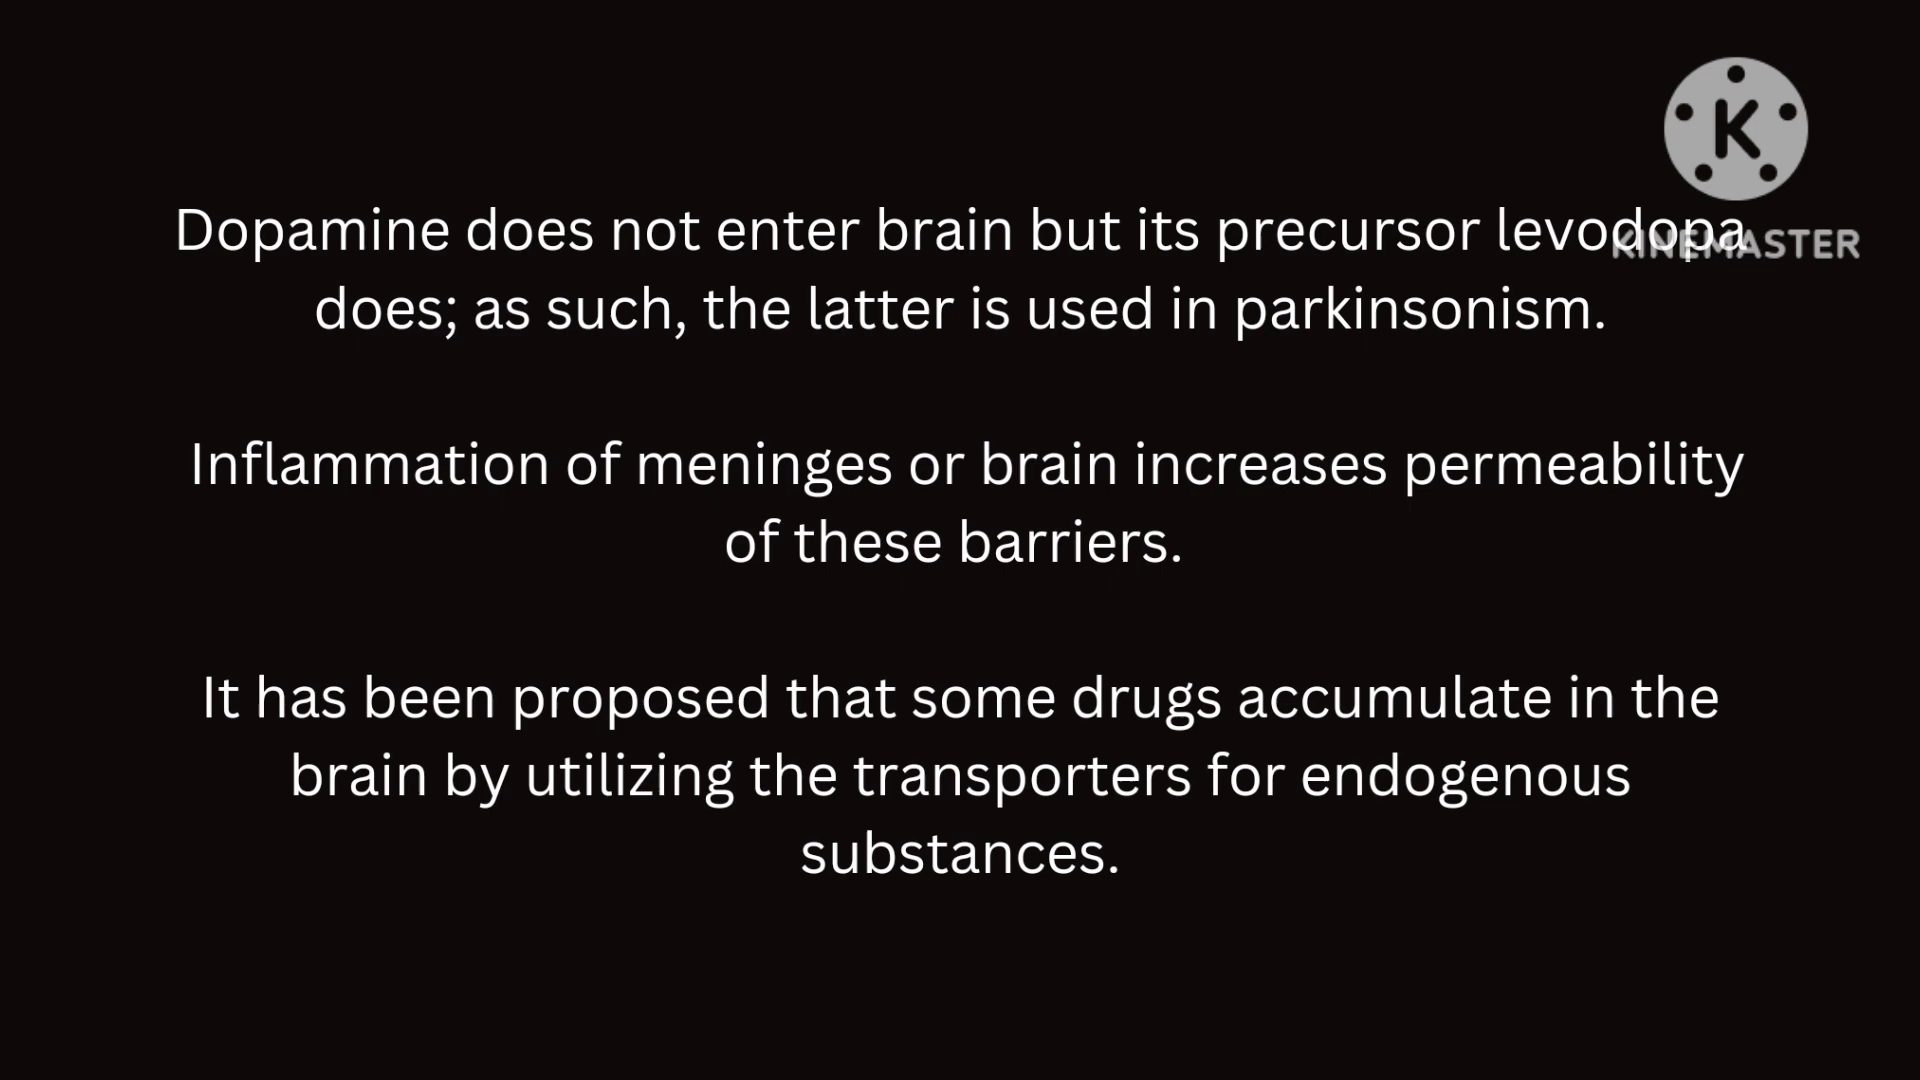 K
Dopamine does not enter brain but its precursor levodopa
KINEMASTER
does; as such, the latter is used in parkinsonism.
Inflammation of meninges or brain increases permeability
of these barriers.
It has been proposed that some drugs accumulate in the
brain by utilizing the transporters for endogenous
substances.